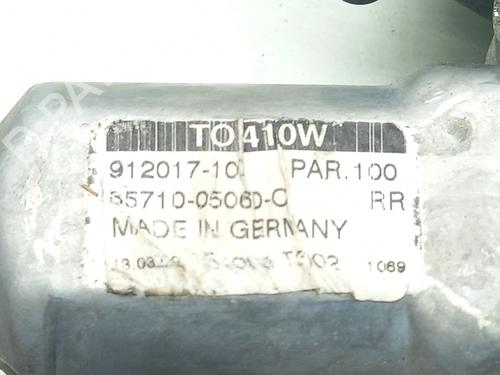 TO 410W
912017-10 PAR.100
85710-05060-C RR
MADE IN GERMANY
1069